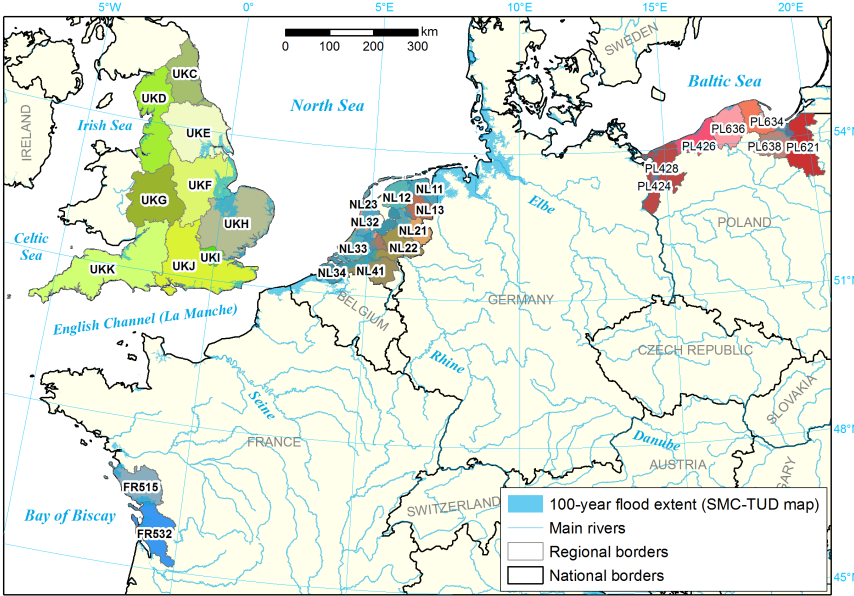 5°W
0°
5°E
10°E
15°E
20°E
km
0 100 200 300
SWEDEN
Baltic Sea
North Sea
UKC
UKD
IRELAND
Irish Sea
UKE
54°N
PL634
PL636
PL426
PL638
PL621
PL428
PL424
UKF
UKG
UKH
NL11
NL12
NL23
NL13
NL32
NL21
NL33
NL22
NL34
NL41
Elbe
POLAND
Celtic
Sea
UKI
UKJ
UKK
51°N
BELGIUM
GERMANY
English Channel (La Manche)
CZECH REPUBLIC
Rhine
Seine
SLOVAKIA
48°N
FRANCE
Danube
AUSTRIA
GARY
FR515
Bay of Biscay
FR532
SWITZERLAND
100-year flood extent (SMC-TUD map)
Main rivers
Regional borders
National borders
45°N